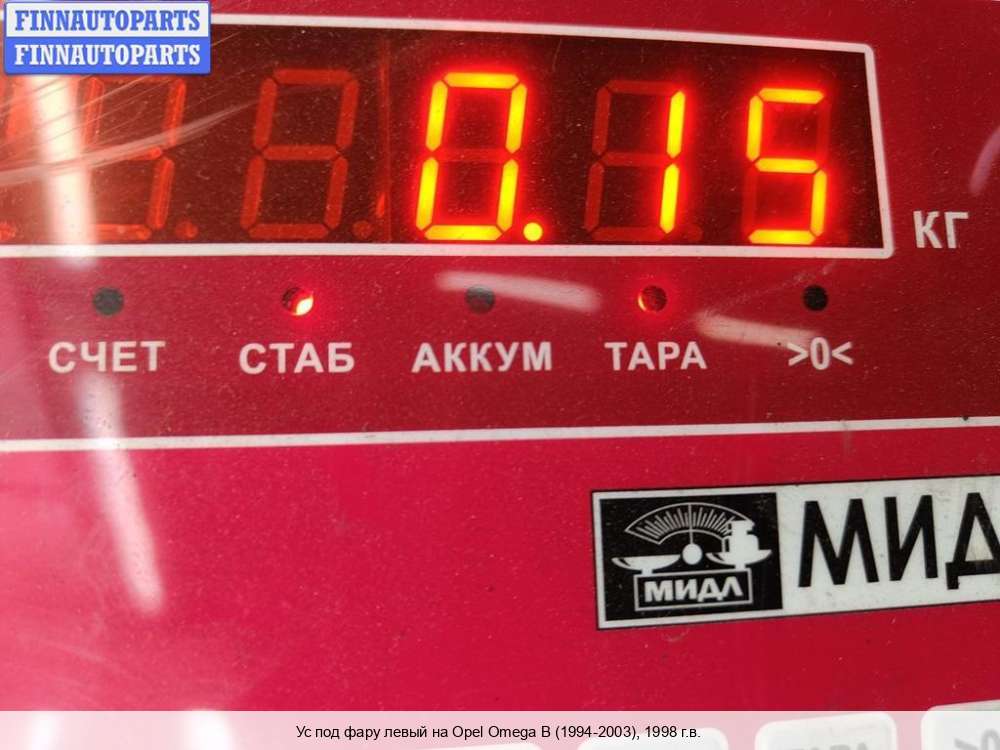 FINNAUTOPARTS
FINNAUTOPARTS
0.15
КГ
СЧЕТ СТАБ АККУМ ТАРА >0<
МИДЛ
МИД
Ус под фару левый на Opel Omega B (1994-2003), 1998 г.в.